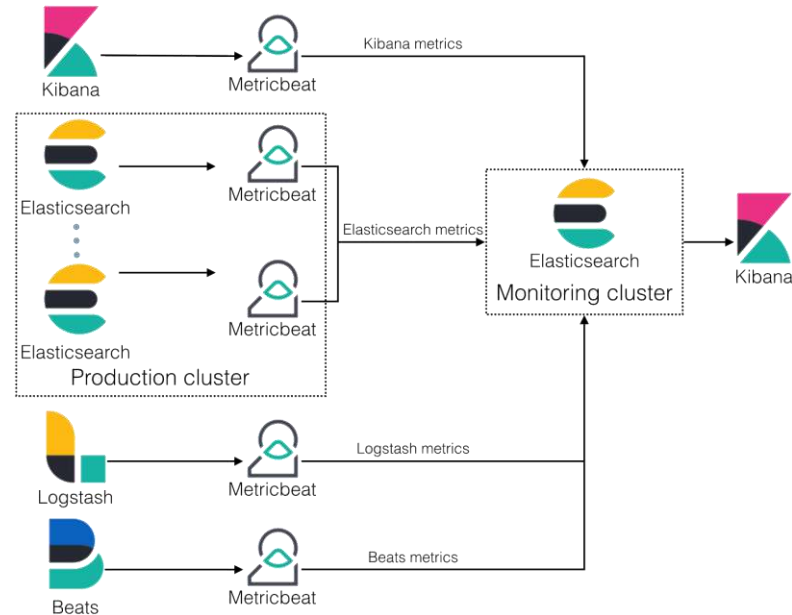 Kibana
Metricbeat
Kibana metrics
Elasticsearch
Metricbeat
Elasticsearch metrics
Elasticsearch
Metricbeat
Production cluster
Elasticsearch
Monitoring cluster
Kibana
Logstash
Metricbeat
Logstash metrics
Beats
Metricbeat
Beats metrics